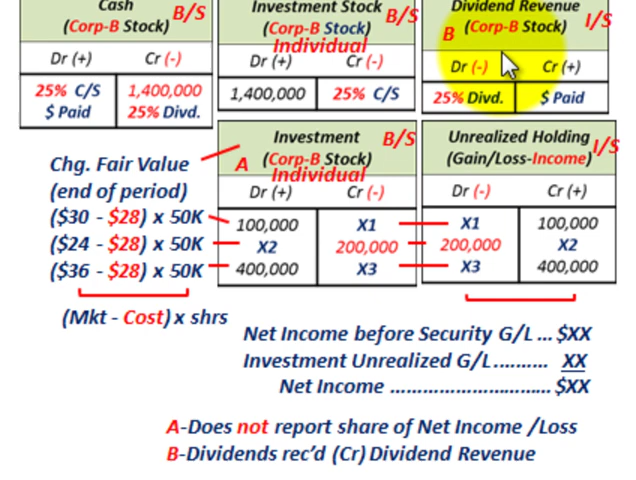 Cash B/S
(Corp-B Stock)
Dr (+) Cr (-)
25% C/S 1,400,000
$ Paid 25% Divd.
Investment Stock B/S
(Corp-B Stock)
Individual
Dr (+) Cr (-)
1,400,000 25% C/S
Dividend Revenue I/S
B (Corp-B Stock)
Dr (-) Cr (+)
25% Divd. $ Paid
Chg. Fair Value
(end of period)
($30 - $28) x 50K
($24 - $28) x 50K
($36 - $28) x 50K
(Mkt - Cost) x shrs
Investment B/S
A (Corp-B Stock)
Individual
Dr (+) Cr (-)
100,000 X1
X2 200,000
400,000 X3
Unrealized Holding I/S
(Gain/Loss-Income)
Dr (-) Cr (+)
X1 100,000
200,000 X2
X3 400,000
Net Income before Security G/L ... $XX
Investment Unrealized G/L.......... XX
Net Income .............................. $XX
A-Does not report share of Net Income /Loss
B-Dividends rec'd (Cr) Dividend Revenue